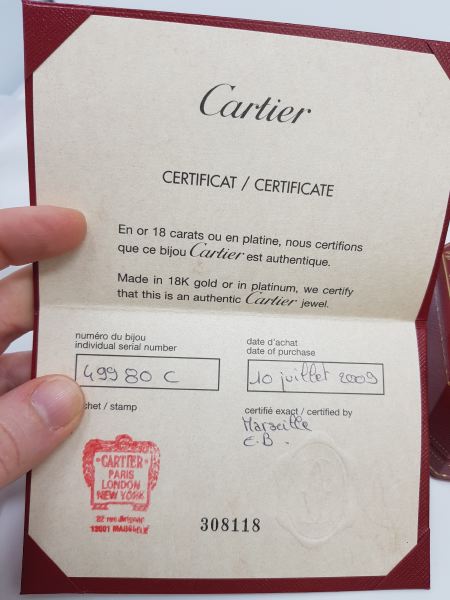 Cartier
CERTIFICAT / CERTIFICATE
En or 18 carats ou en platine, nous certifions
que ce bijou Cartier est authentique.
Made in 18K gold or in platinum, we certify
that this is an authentic Cartier jewel.
numéro du bijou
individual serial number
49980 C
date d'achat
date of purchase
10 juillet 2009
chet / stamp
certifié exact / certified by
Marseille
E.B.
CARTIER
PARIS
LONDON
NEW YORK
22 rue
13001 MARSEILLE
308118